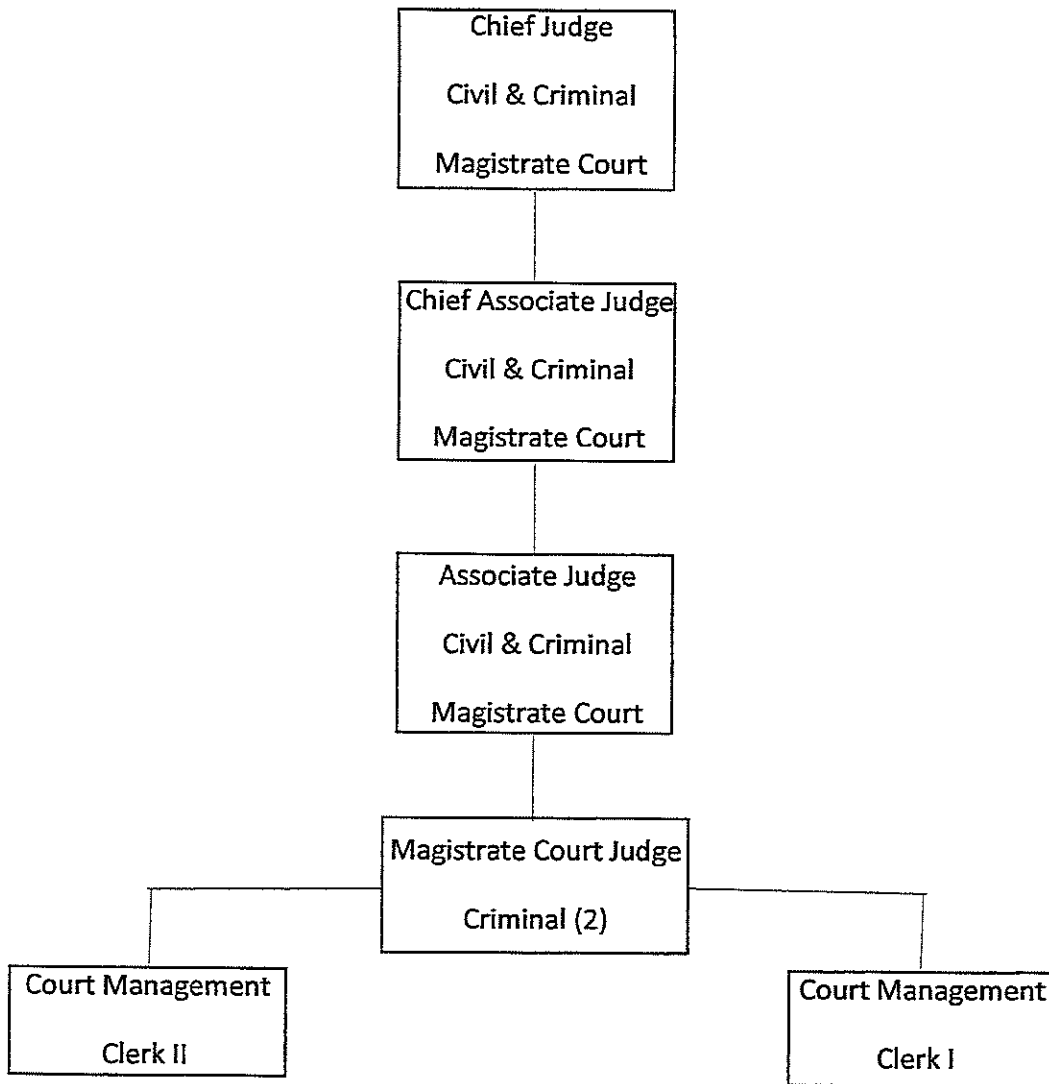 Chief Judge
Civil & Criminal
Magistrate Court
Chief Associate Judge
Civil & Criminal
Magistrate Court
Associate Judge
Civil & Criminal
Magistrate Court
Magistrate Court Judge
Criminal (2)
Court Management
Clerk II
Court Management
Clerk I